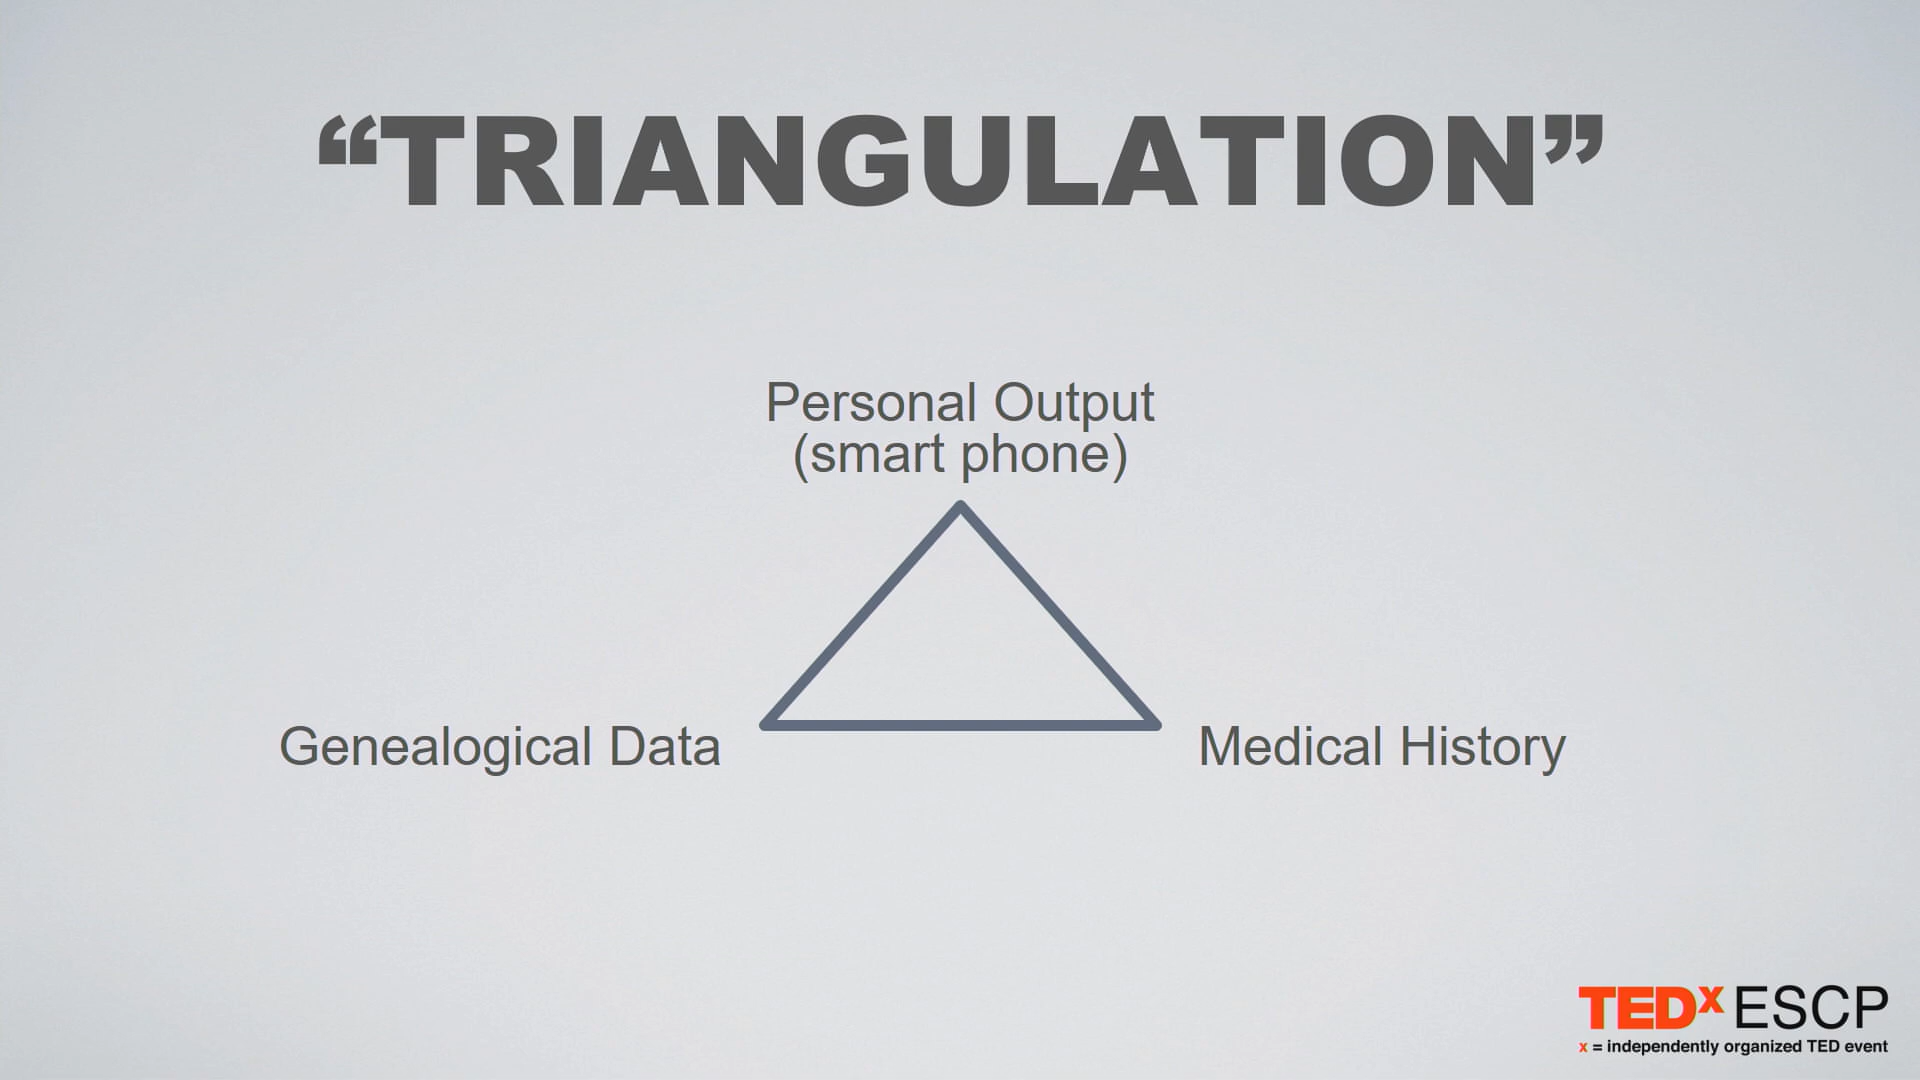 “TRIANGULATION”
Personal Output
(smart phone)
Genealogical Data
Medical History
TEDx ESCP
x = independently organized TED event